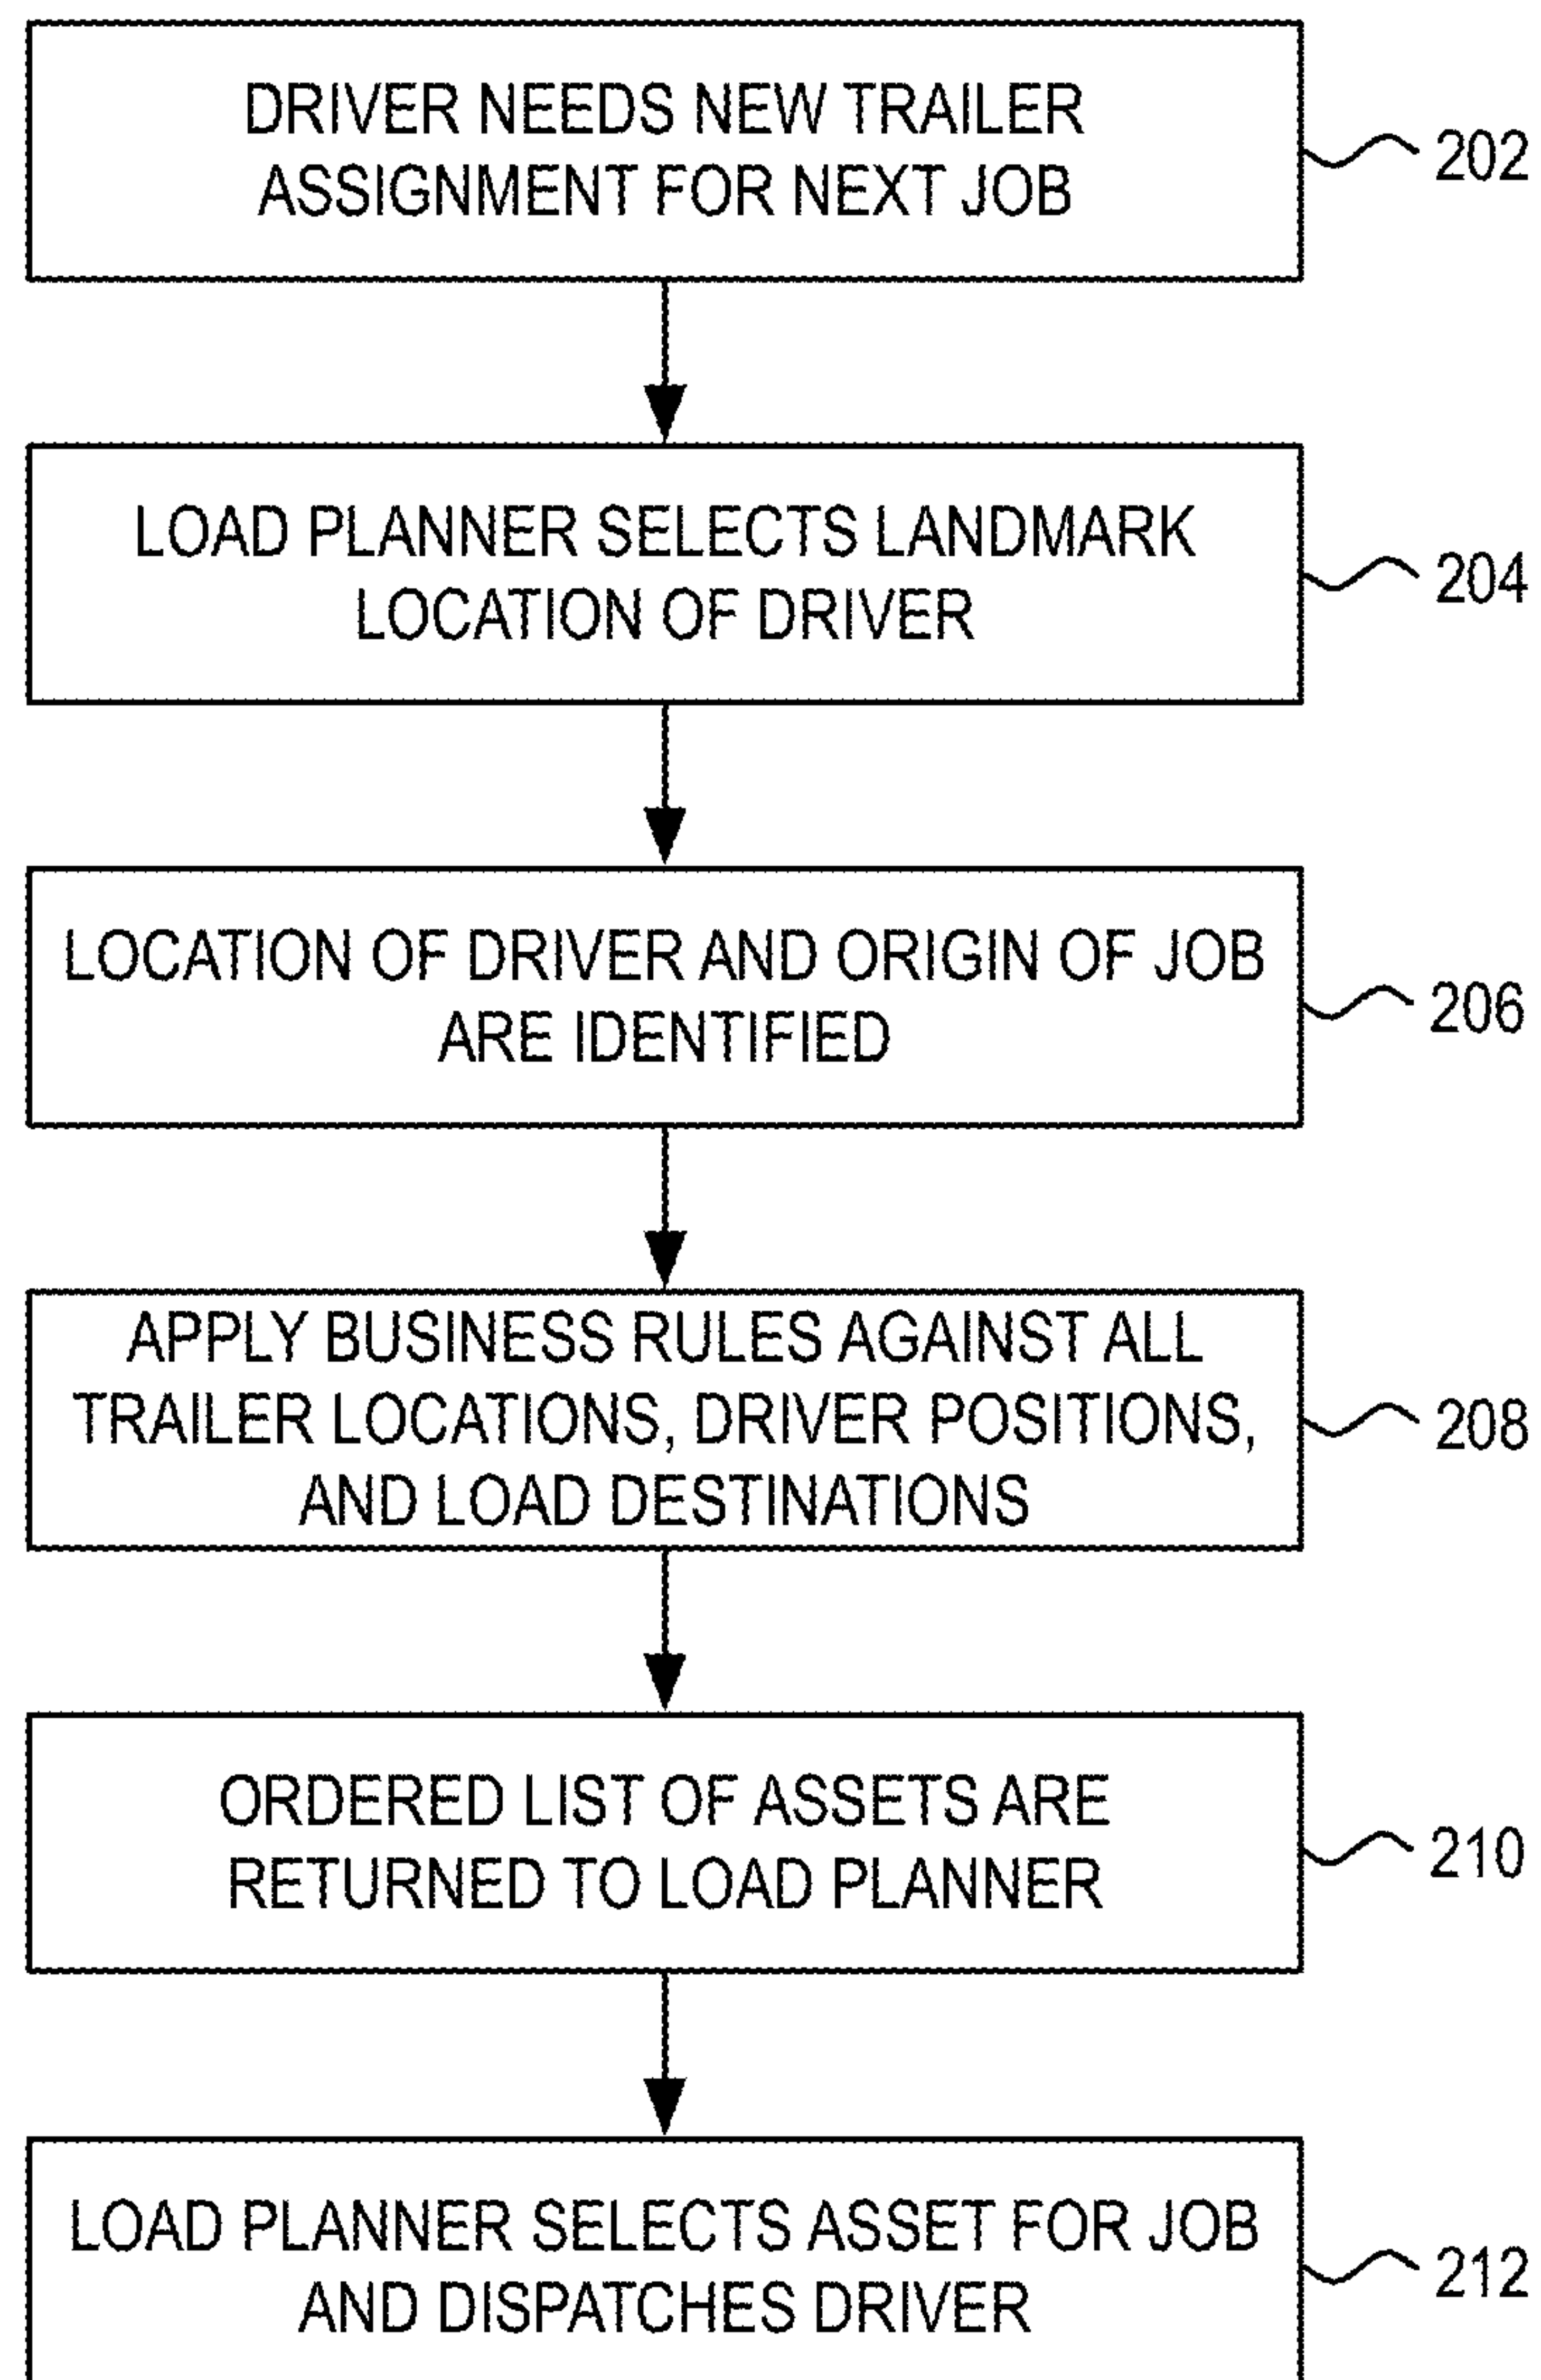 DRIVER NEEDS NEW TRAILER
ASSIGNMENT FOR NEXT JOB
202
LOAD PLANNER SELECTS LANDMARK
LOCATION OF DRIVER
204
LOCATION OF DRIVER AND ORIGIN OF JOB
ARE IDENTIFIED
206
APPLY BUSINESS RULES AGAINST ALL
TRAILER LOCATIONS, DRIVER POSITIONS,
AND LOAD DESTINATIONS
208
ORDERED LIST OF ASSETS ARE
RETURNED TO LOAD PLANNER
210
LOAD PLANNER SELECTS ASSET FOR JOB
AND DISPATCHES DRIVER
212